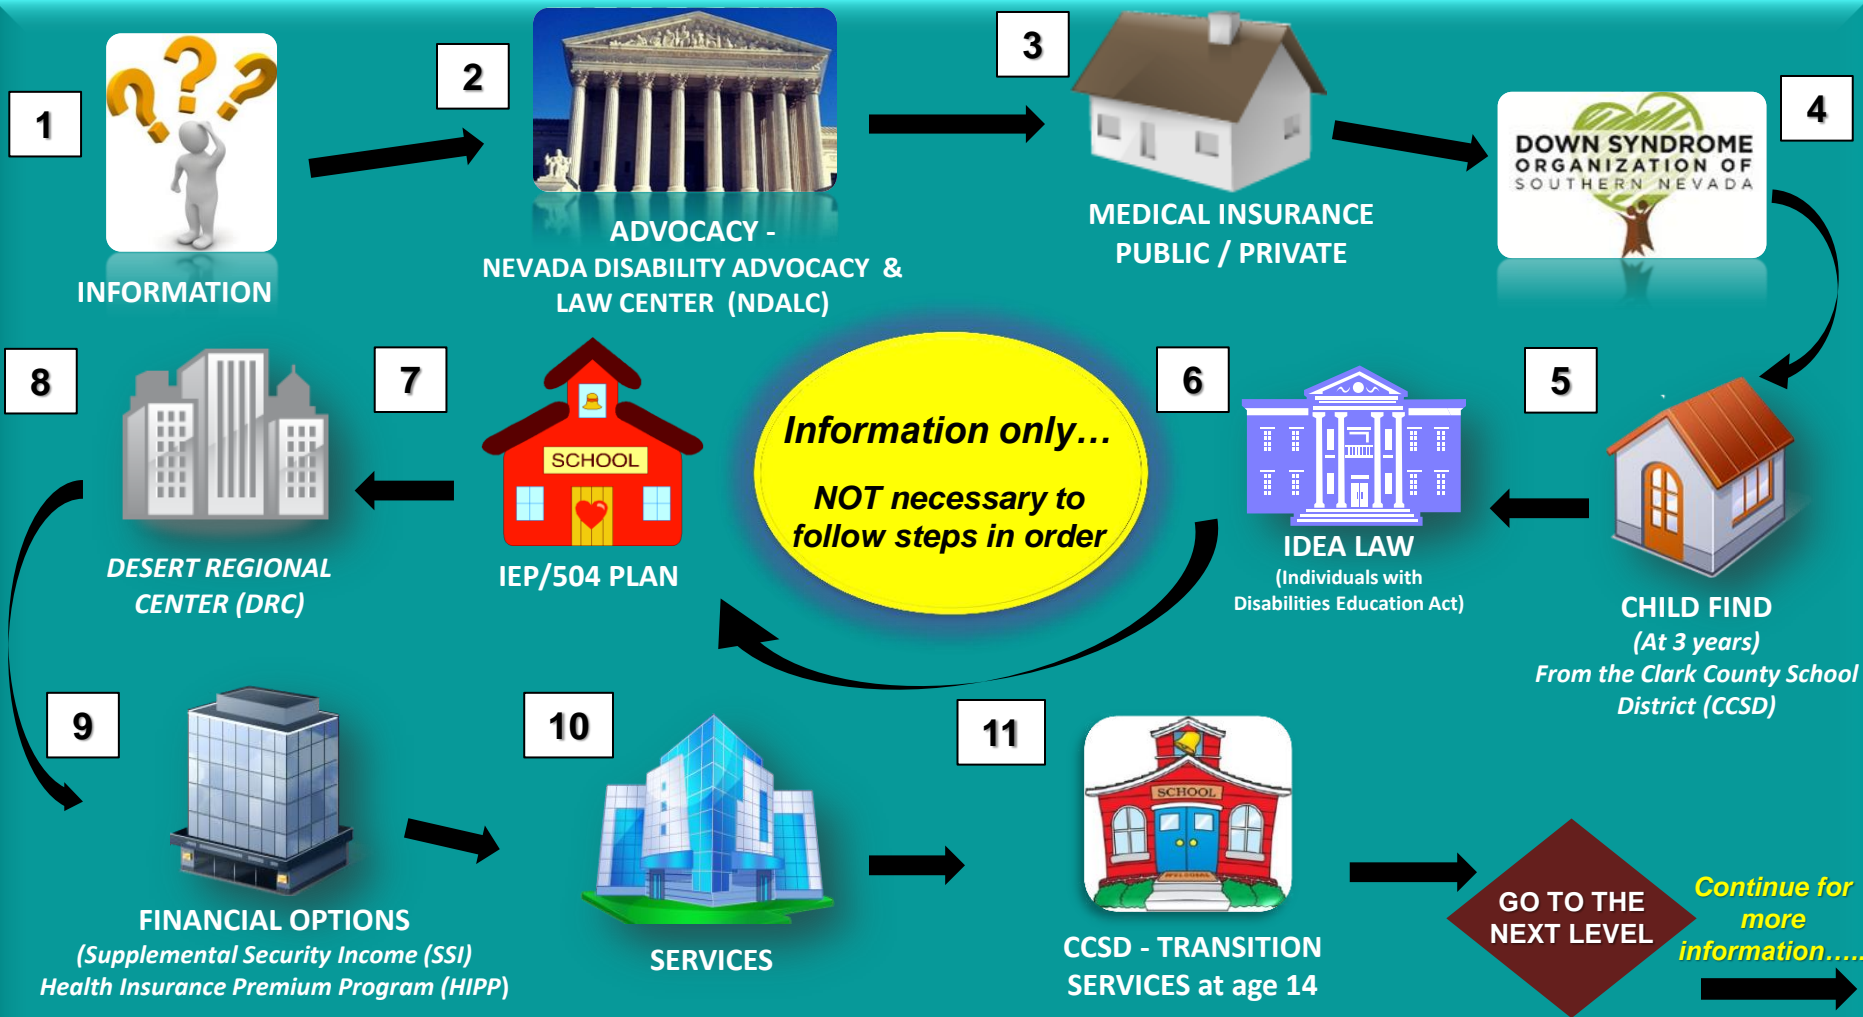 1
INFORMATION
2
ADVOCACY -
NEVADA DISABILITY ADVOCACY &
LAW CENTER (NDALC)
3
MEDICAL INSURANCE
PUBLIC / PRIVATE
4
DOWN SYNDROME
ORGANIZATION OF
SOUTHERN NEVADA
5
CHILD FIND
(At 3 years)
From the Clark County School
District (CCSD)
6
IDEA LAW
(Individuals with
Disabilities Education Act)
Information only…
NOT necessary to
follow steps in order
7
SCHOOL
IEP/504 PLAN
8
DESERT REGIONAL
CENTER (DRC)
9
FINANCIAL OPTIONS
(Supplemental Security Income (SSI)
Health Insurance Premium Program (HIPP)
10
SERVICES
11
SCHOOL
WELCOME
CCSD - TRANSITION
SERVICES at age 14
GO TO THE
NEXT LEVEL
Continue for
more
information…..